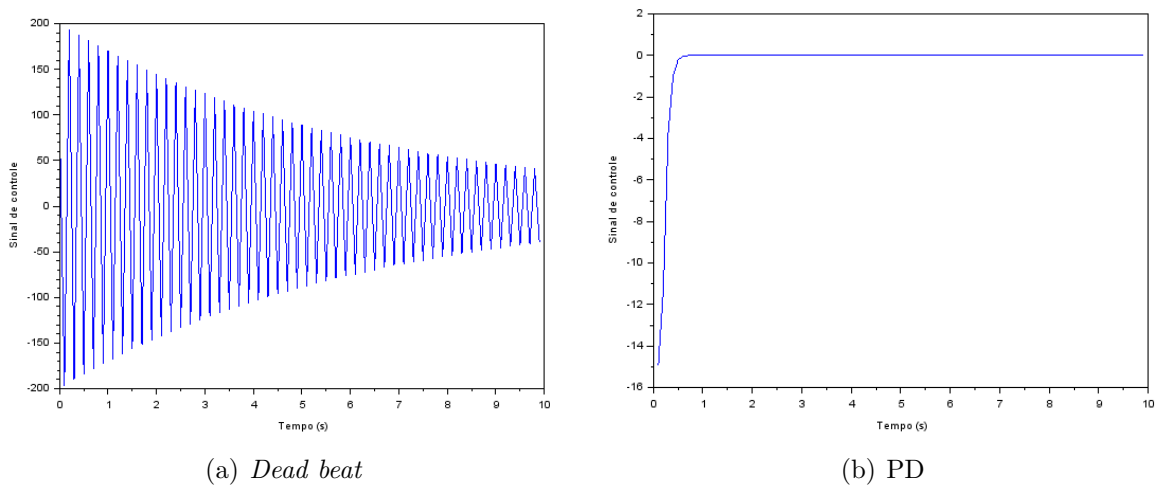 200
150
100
50
0
-50
-100
-150
-200
Sinal de controle
0 1 2 3 4 5 6 7 8 9 10
Tempo (s)
(a) Dead beat
2
0
-2
-4
-6
-8
-10
-12
-14
-16
Sinal de controle
0 1 2 3 4 5 6 7 8 9 10
Tempo (s)
(b) PD